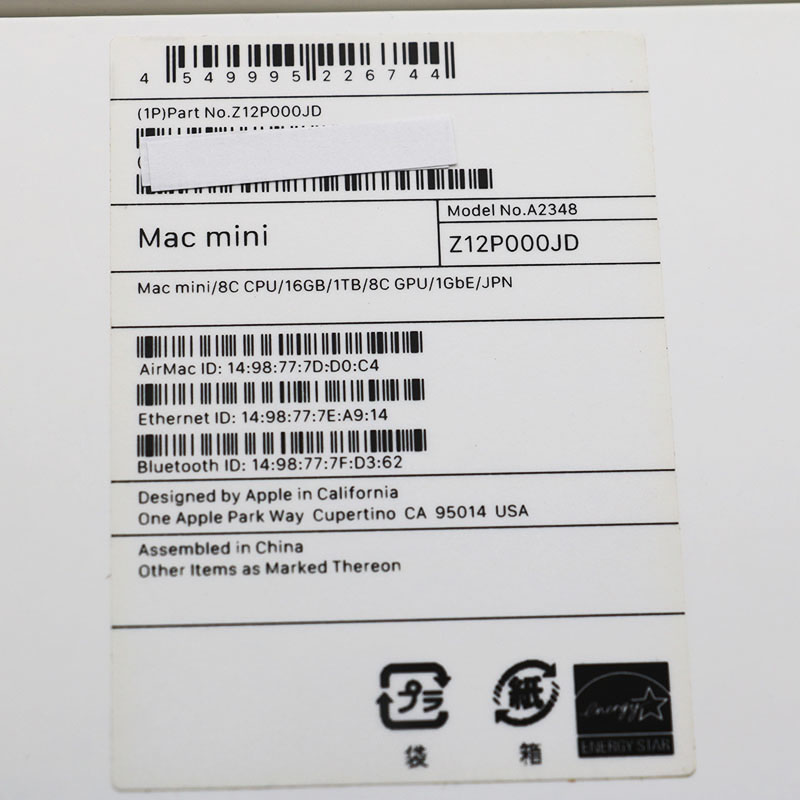 4 549995 226744
(1P)Part No.Z12P000JD
(
Mac mini
Model No.A2348
Z12P000JD
Mac mini/8C CPU/16GB/1TB/8C GPU/1GbE/JPN
AirMac ID: 14:98:77:7D:D0:C4
Ethernet ID: 14:98:77:7E:A9:14
Bluetooth ID: 14:98:77:7F:D3:62
Designed by Apple in California
One Apple Park Way Cupertino CA 95014 USA
Assembled in China
Other Items as Marked Thereon
プラ
袋
紙
箱
energy
ENERGY STAR